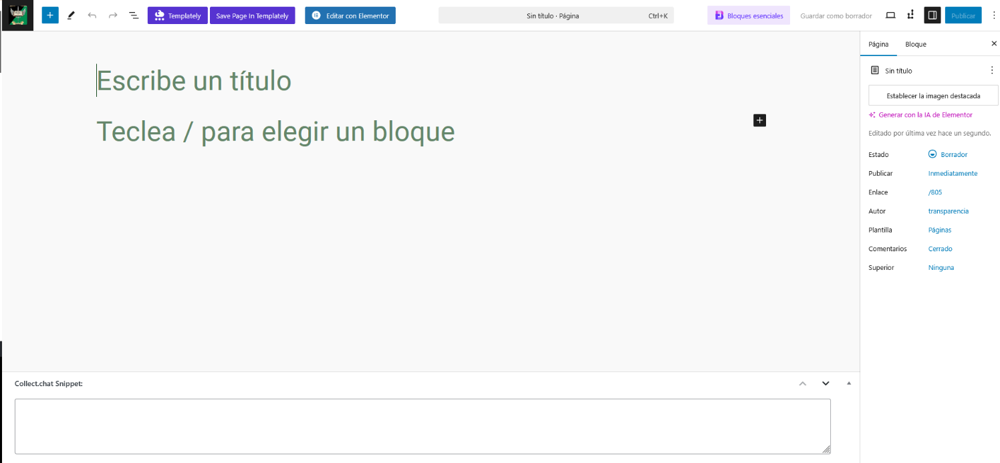 Templately
Save Page In Templately
Editar con Elementor
Sin título · Página
Ctrl+K
Bloques esenciales
Guardar como borrador
Publicar
Página
Bloque
Escribe un título
Teclea / para elegir un bloque
Sin título
Establecer la imagen destacada
Generar con la IA de Elementor
Editado por última vez hace un segundo.
Estado Borrador
Publicar Inmediatamente
Enlace /805
Autor transparencia
Plantilla Páginas
Comentarios Cerrado
Superior Ninguna
Collect.chat Snippet: